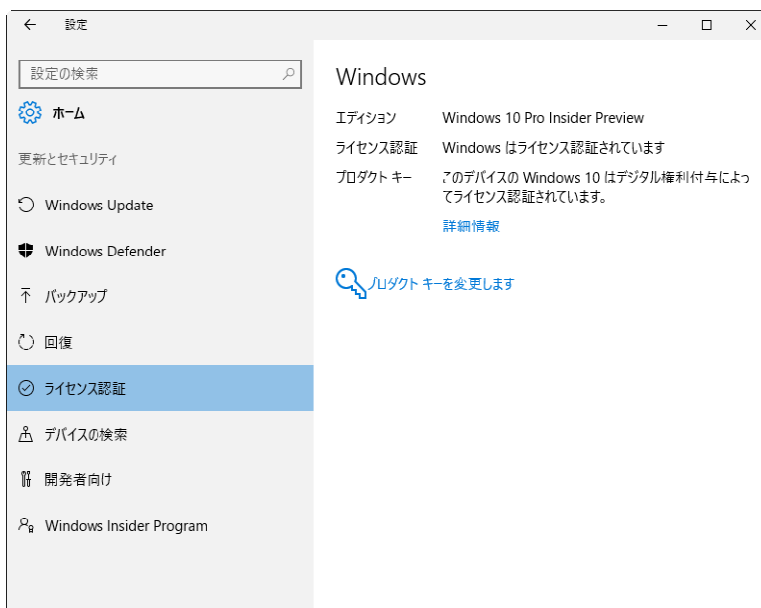 設定
設定の検索
ホーム
更新とセキュリティ
Windows Update
Windows Defender
バックアップ
回復
ライセンス認証
デバイスの検索
開発者向け
Windows Insider Program
Windows
エディション Windows 10 Pro Insider Preview
ライセンス認証 Windows はライセンス認証されています
プロダクト キー このデバイスの Windows 10 はデジタル権利付与によっ
てライセンス認証されています。
詳細情報
プロダクト キーを変更します